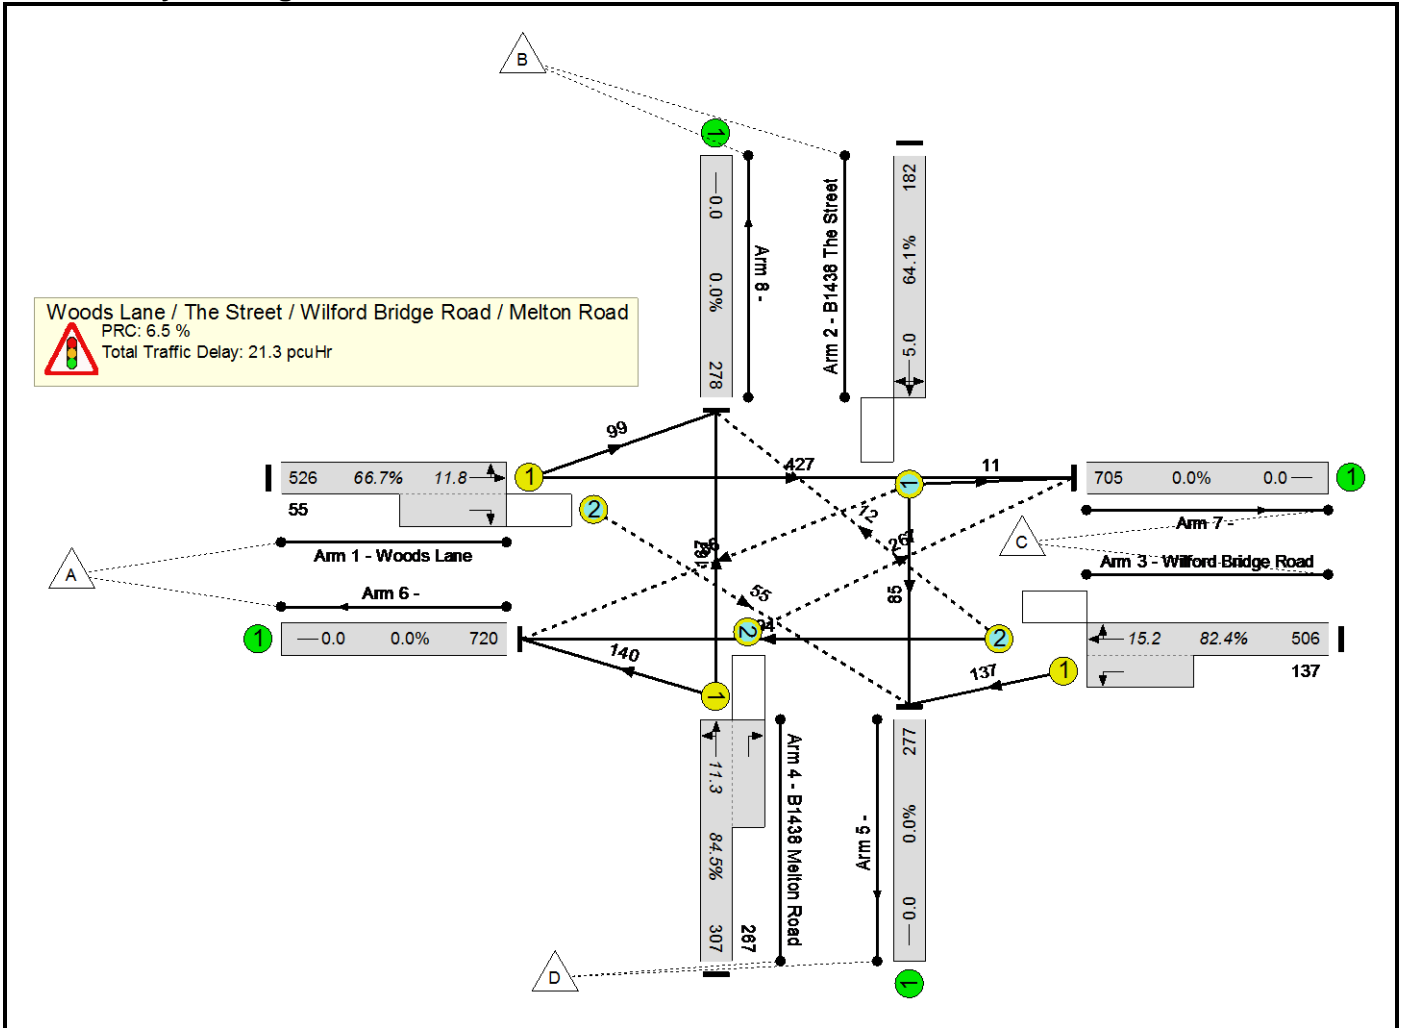 B
1
182
—0.0
0.0%
278
Arm 8 -
Arm 2 - B1438 The Street
64.1%
5.0
Woods Lane / The Street / Wilford Bridge Road / Melton Road
PRC: 6.5 %
Total Traffic Delay: 21.3 pcuHr
99
526 66.7% 11.8
1
427
1
11
705 0.0% 0.0
1
55
2
12
Arm 7 -
C
Arm 1 - Woods Lane
A
267
Arm 3 - Wilford Bridge Road
Arm 6 -
55
85
1
0.0 0.0% 720
2
2
15.2 82.4% 506
140
137
1
137
1
11.3
84.5%
307
267
Arm 4 - B1438 Melton Road
Arm 5 -
277
0.0%
0.0
D
1